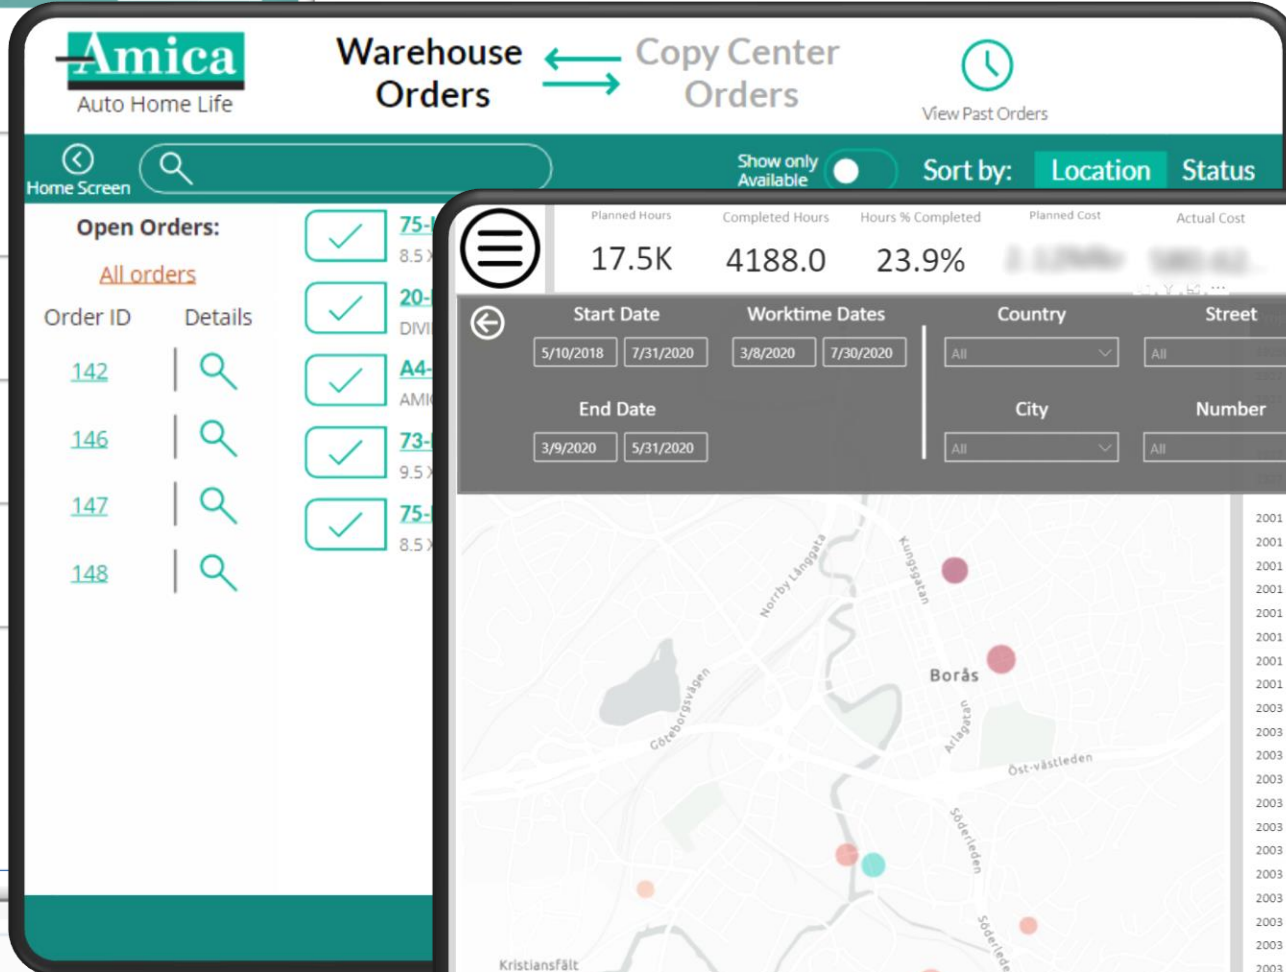 Amica
Auto Home Life
Warehouse
Orders
Copy Center
Orders
View Past Orders
Home Screen
Show only
Available
Sort by:
Location
Status
Open Orders:
All orders
Order ID
Details
142
146
147
148
75-
8.5 X
20-
DIVI
A4-
AMI
73-
9.5
75-
8.5 X
Planned Hours
Completed Hours
Hours % Completed
Planned Cost
Actual Cost
17.5K
4188.0
23.9%
Start Date
Worktime Dates
Country
Street
5/10/2018
7/31/2020
3/8/2020
7/30/2020
All
All
End Date
City
Number
3/9/2020
5/31/2020
All
All
Norrby Långgata
Kungsgatan
Borås
Göteborgsvägen
Arlagatan
Öst-västleden
Söderleden
Söderlede
Kristiansfält
2001
2001
2001
2001
2001
2001
2001
2001
2003
2003
2003
2003
2003
2003
2003
2003
2003
2003
2003
2003